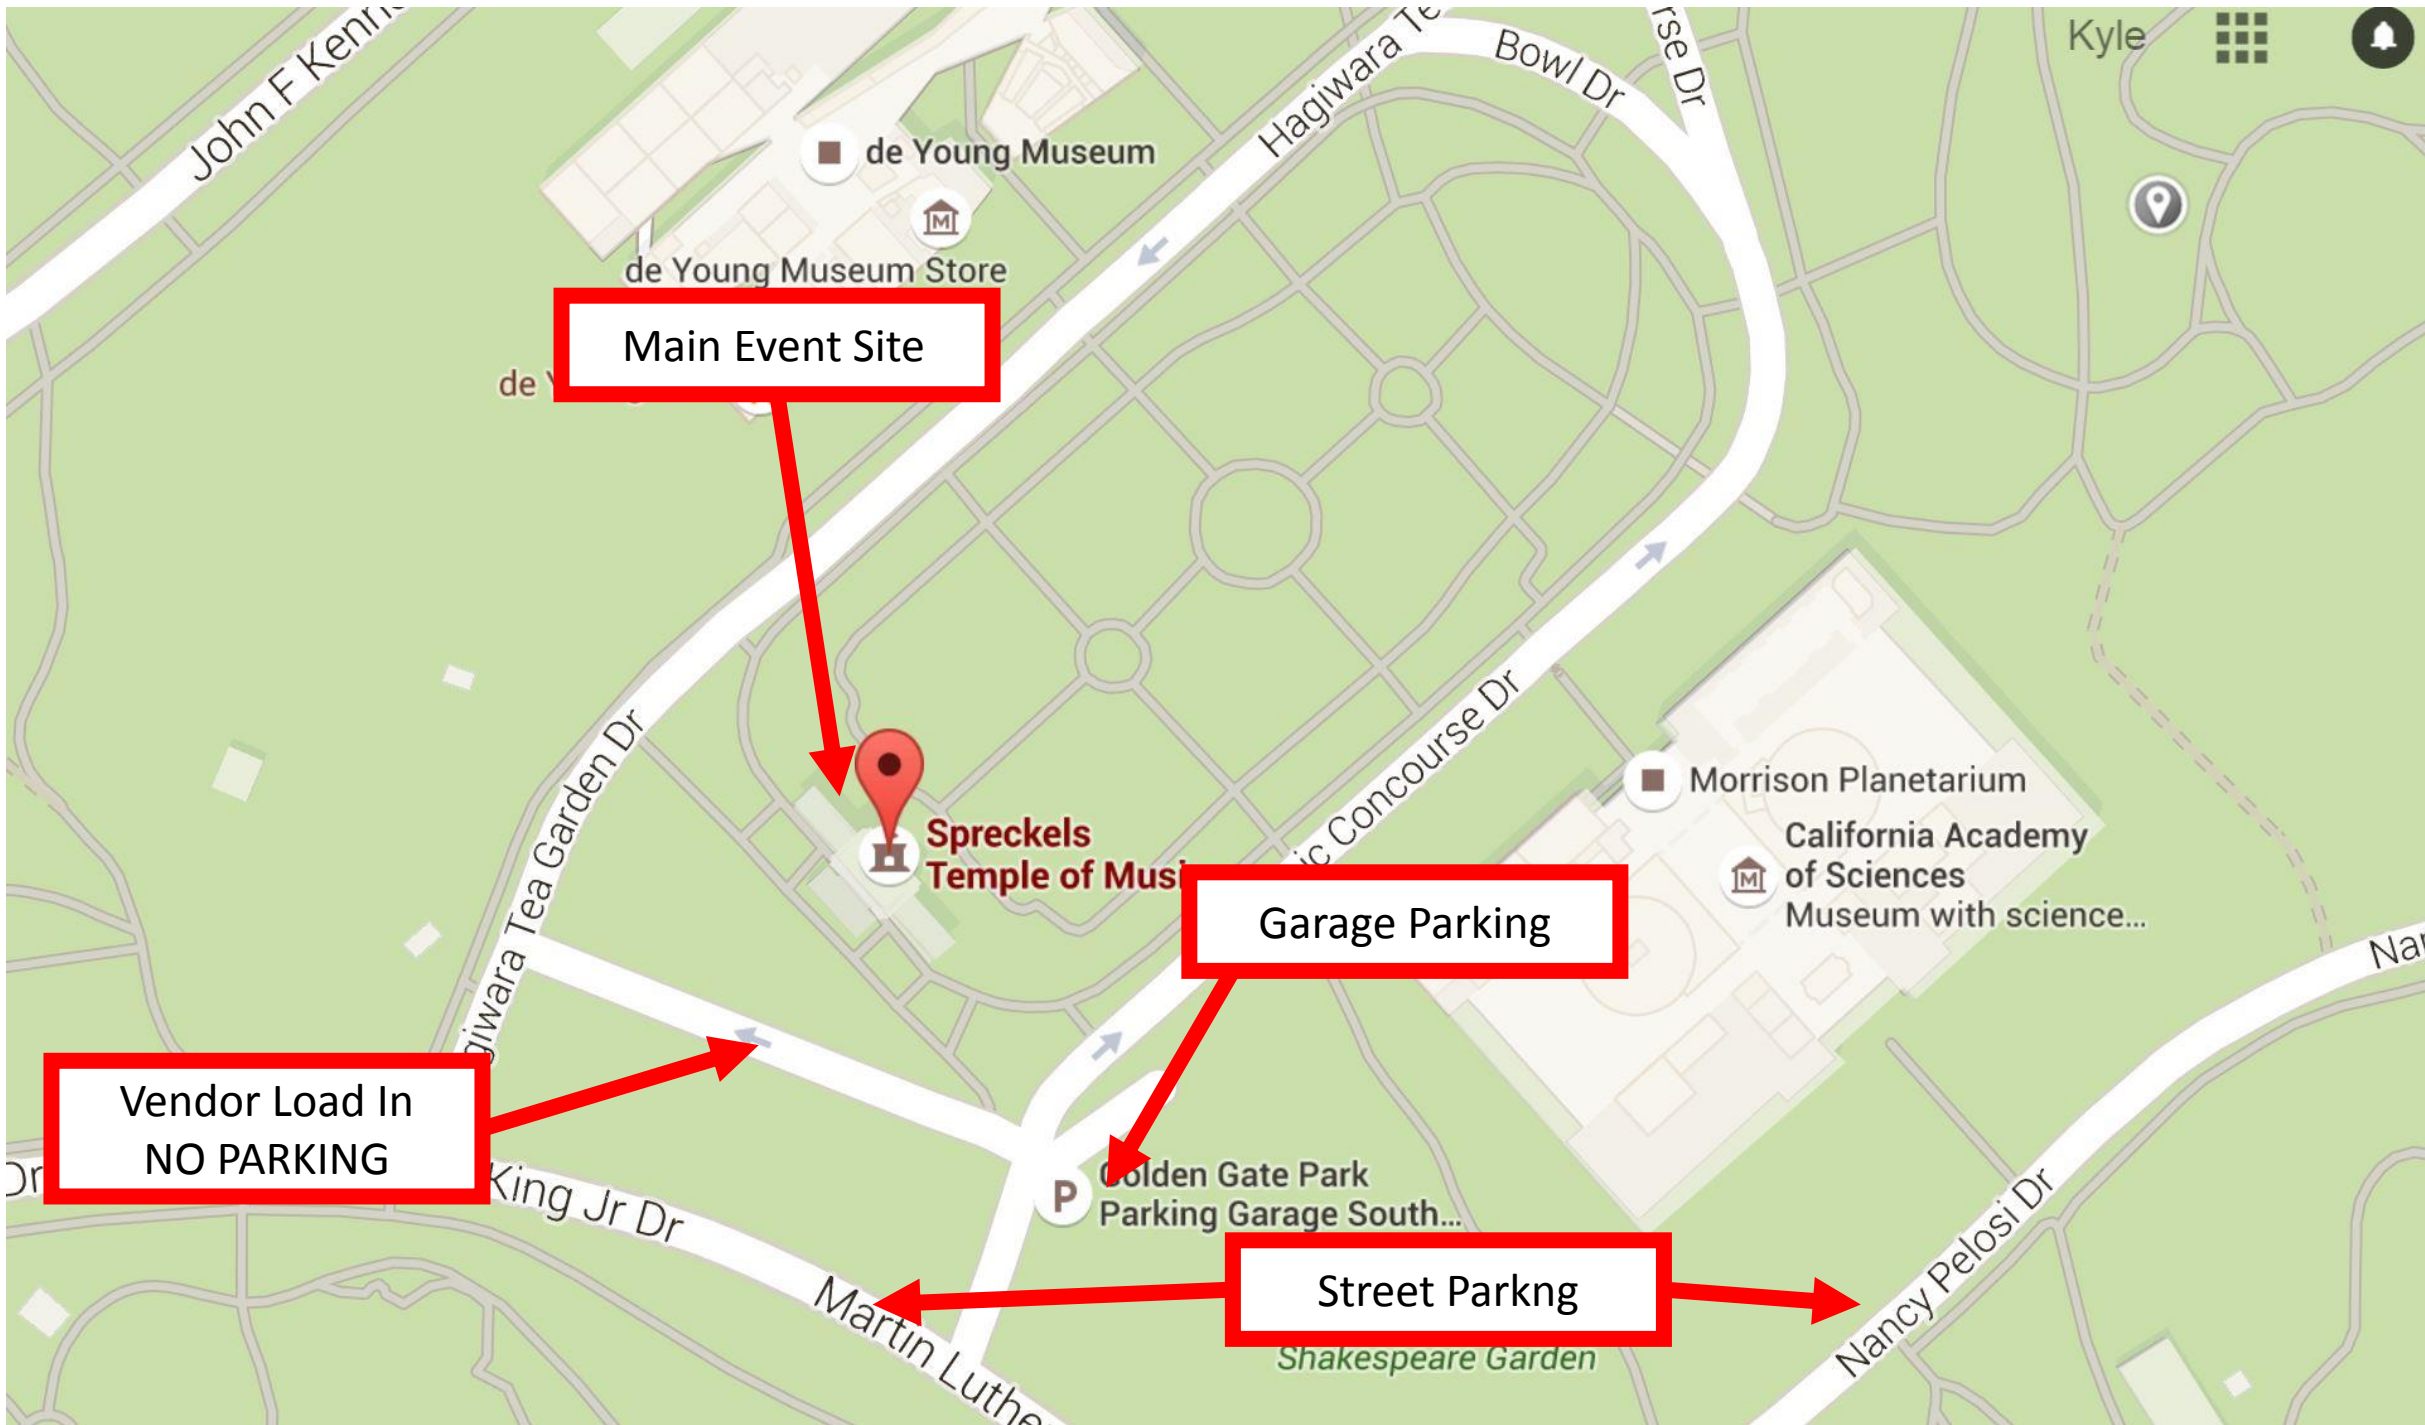 John F Kenn
Hagiwara Te
Bowl Dr
rse Dr
Kyle
de Young Museum
M
de Young Museum Store
Main Event Site
de Y
Hagiwara Tea Garden Dr
ic Concourse Dr
Spreckels
Temple of Musi
Morrison Planetarium
California Academy
M
of Sciences
Museum with science...
Garage Parking
Nar
Vendor Load In
NO PARKING
Dr
King Jr Dr
P
Golden Gate Park
Parking Garage South...
Street Parkng
Martin Luthe
Nancy Pelosi Dr
Shakespeare Garden